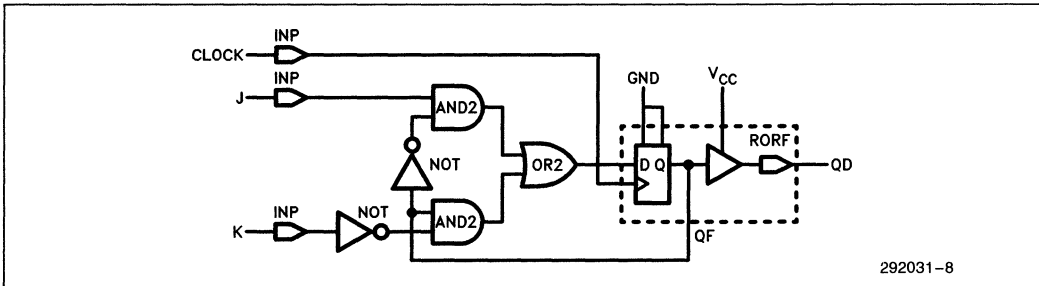 CLOCK
INP
INP
J
AND2
NOT
OR2
GND
VCC
D Q
RORF
QD
K
INP
NOT
AND2
QF
292031-8